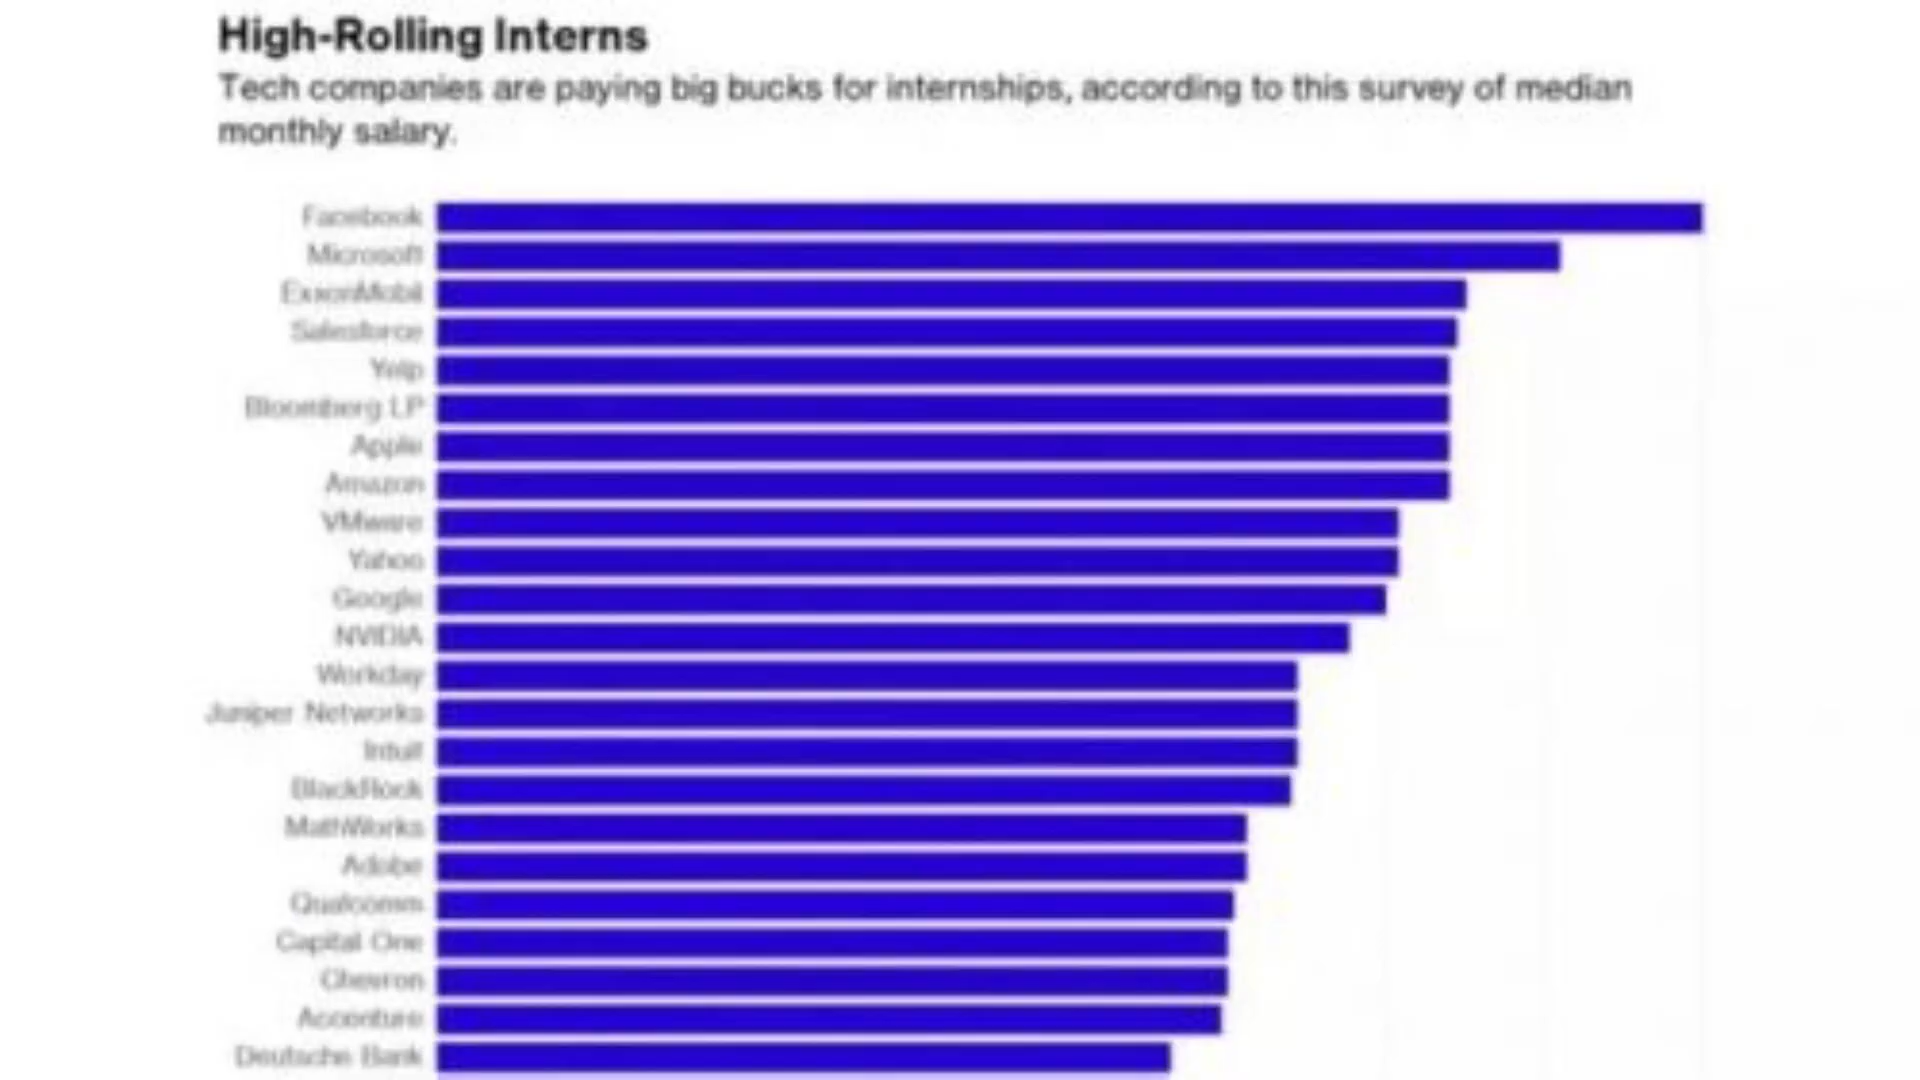 High-Rolling Interns
Tech companies are paying big bucks for internships, according to this survey of median
monthly salary.
Facebook
Microsoft
ExxonMobil
Salesforce
Yelp
Bloomberg LP
Apple
Amazon
VMware
Yahoo
Google
NVIDIA
Workday
Juniper Networks
Intuit
BlackRock
MathWorks
Adobe
Qualcomm
Capital One
Chevron
Accenture
Deutsche Bank